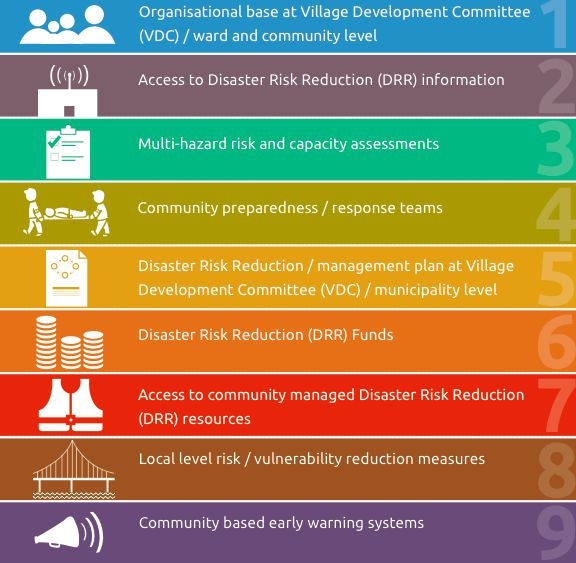 Organisational base at Village Development Committee
(VDC) / ward and community level
1
Access to Disaster Risk Reduction (DRR) information
2
Multi-hazard risk and capacity assessments
3
Community preparedness / response teams
4
Disaster Risk Reduction / management plan at Village
Development Committee (VDC) / municipality level
5
Disaster Risk Reduction (DRR) Funds
6
Access to community managed Disaster Risk Reduction
(DRR) resources
7
Local level risk / vulnerability reduction measures
8
Community based early warning systems
9